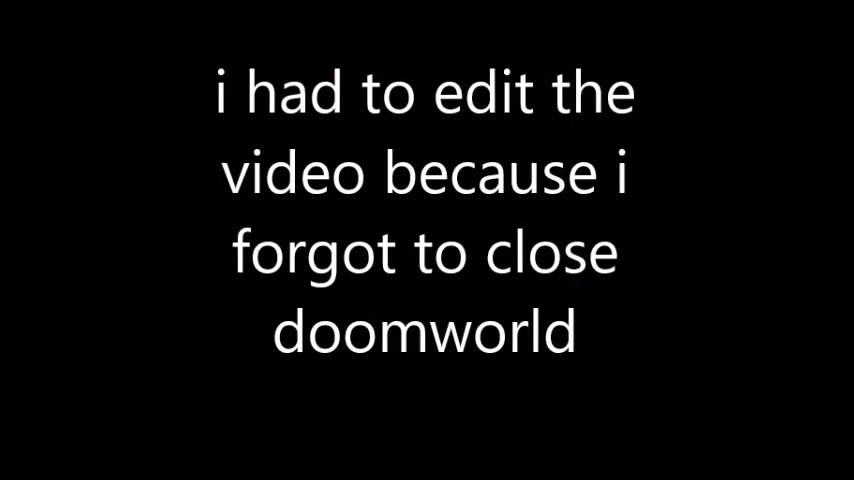 i had to edit the
video because i
forgot to close
doomworld